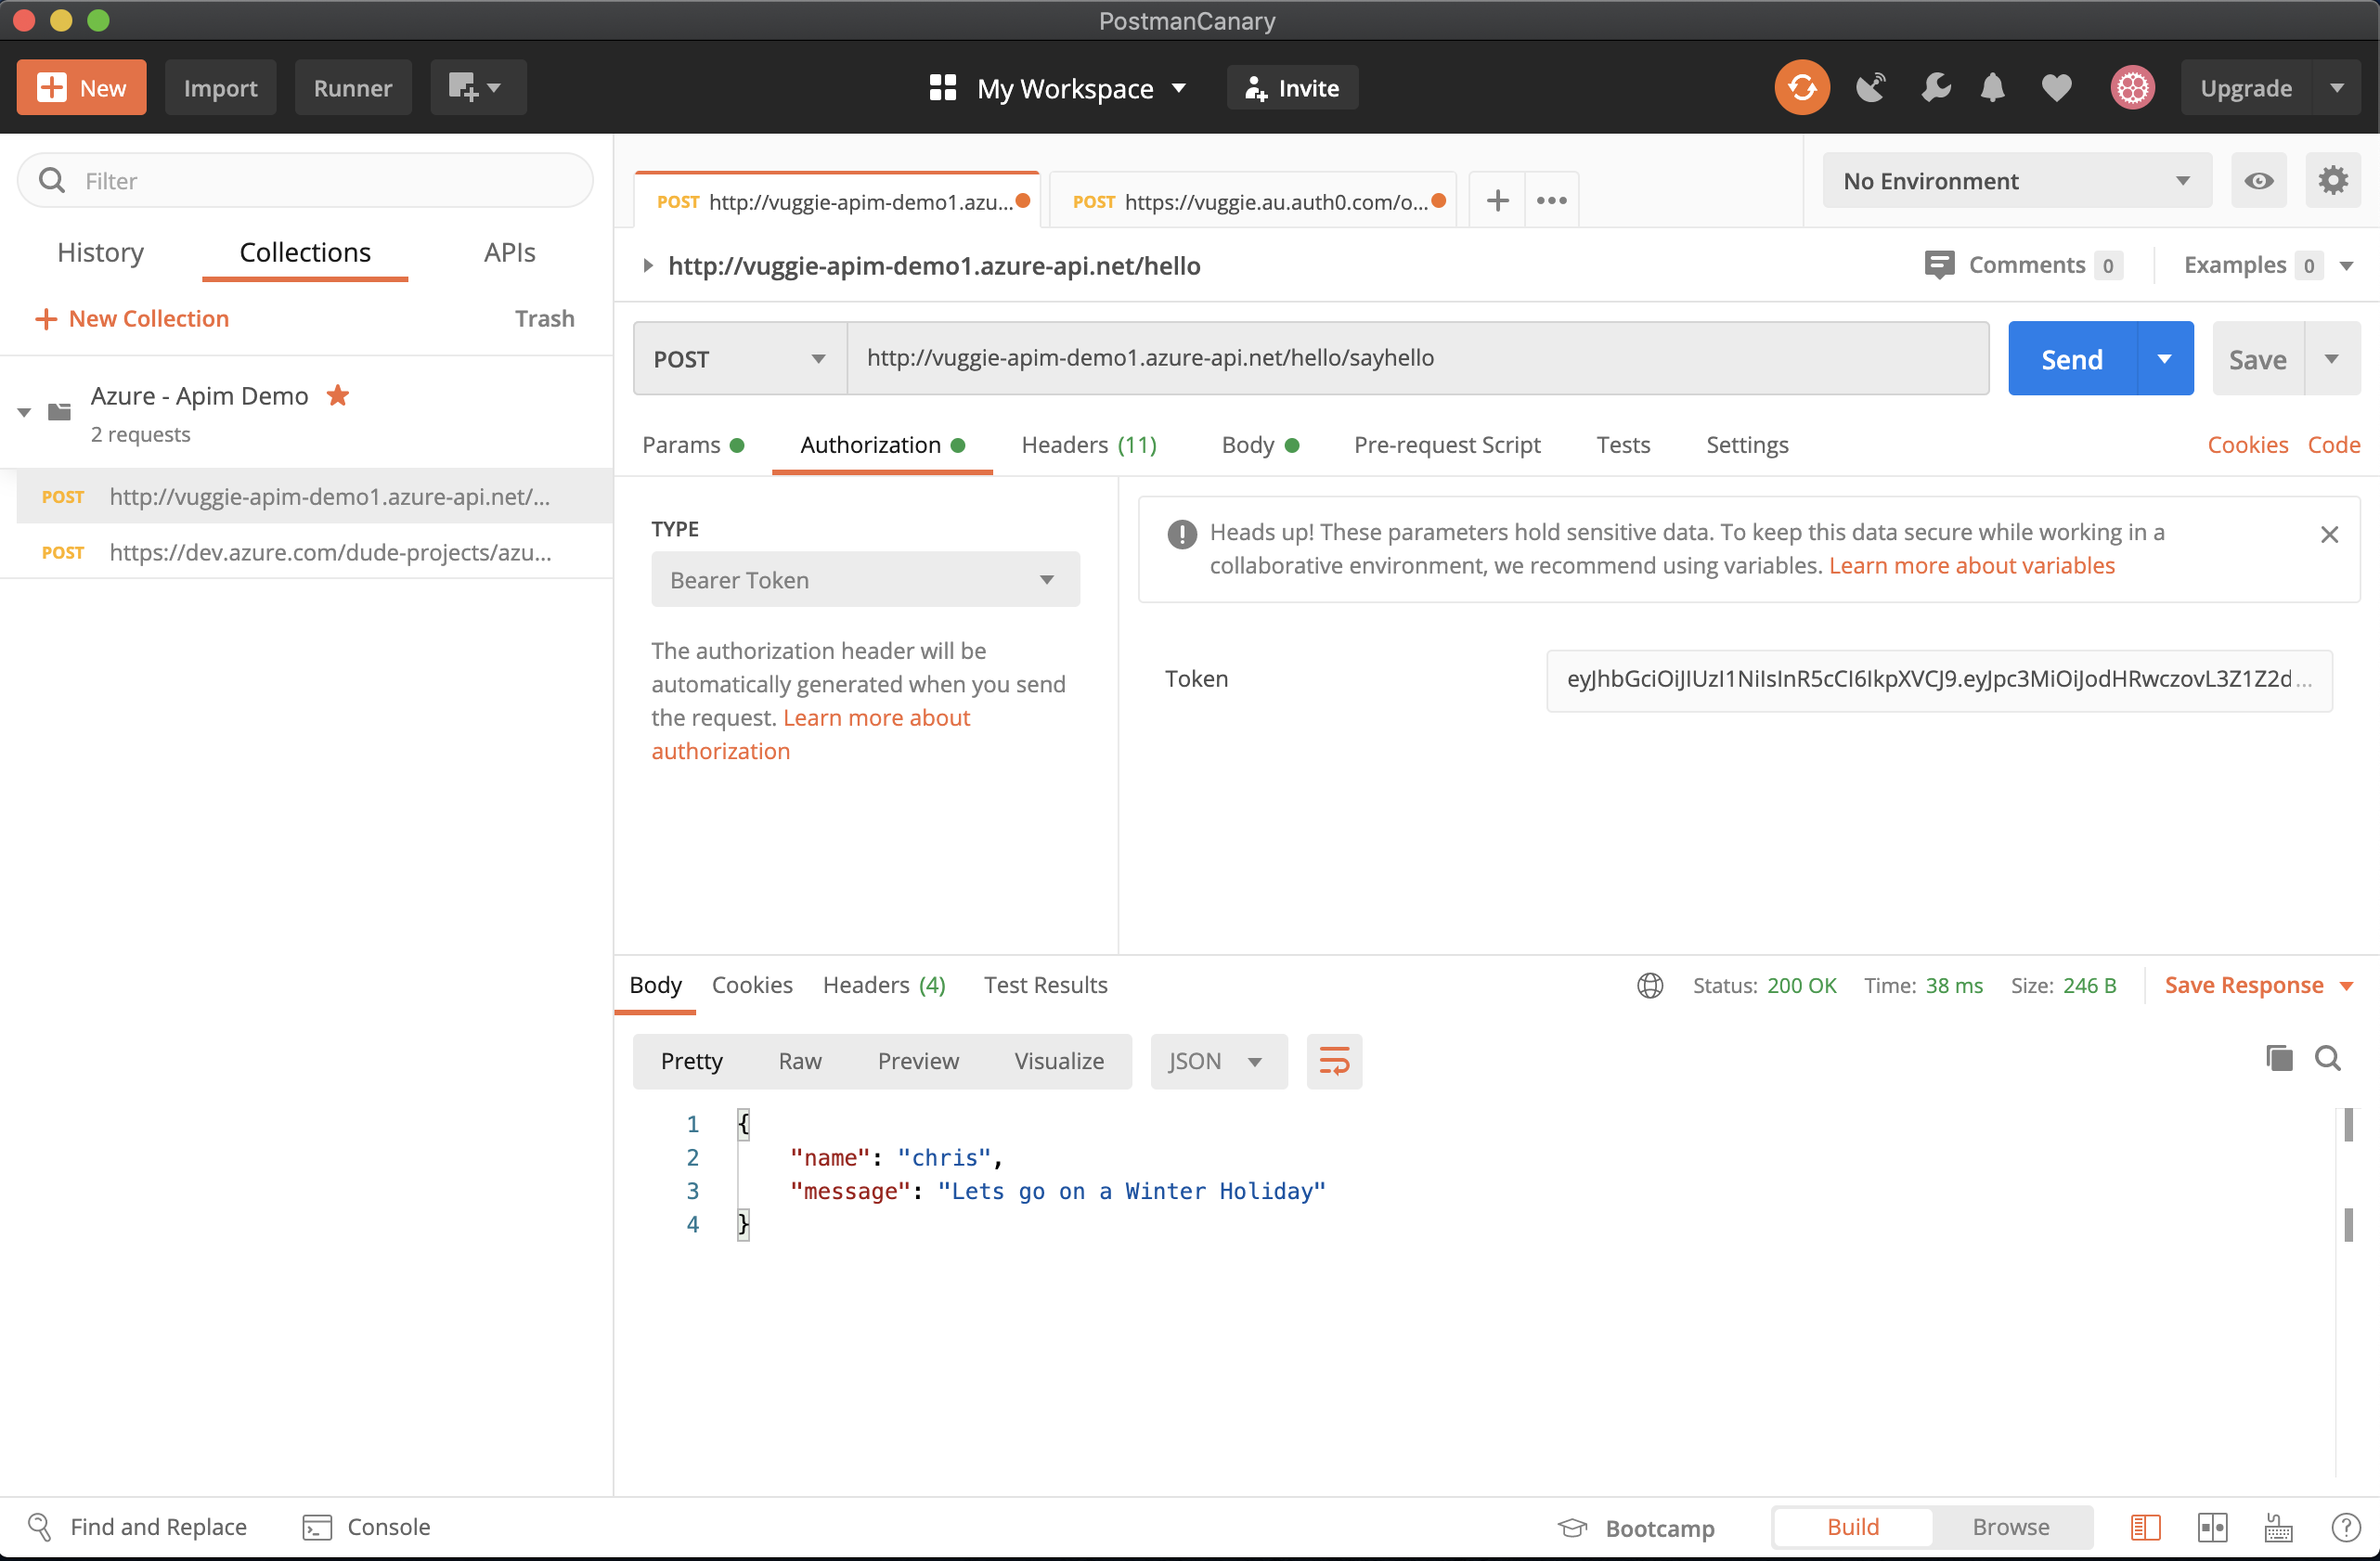 PostmanCanary
New
Import
Runner
My Workspace
Invite
Upgrade
Filter
History
Collections
APIs
New Collection
Trash
Azure - Apim Demo
2 requests
POST http://vuggie-apim-demo1.azure-api.net/...
POST https://dev.azure.com/dude-projects/azu...
POST http://vuggie-apim-demo1.azu...
POST https://vuggie.au.auth0.com/o...
No Environment
http://vuggie-apim-demo1.azure-api.net/hello
Comments 0
Examples 0
POST
http://vuggie-apim-demo1.azure-api.net/hello/sayhello
Send
Save
Params
Authorization
Headers (11)
Body
Pre-request Script
Tests
Settings
Cookies
Code
TYPE
Bearer Token
The authorization header will be
automatically generated when you send
the request. Learn more about
authorization
Heads up! These parameters hold sensitive data. To keep this data secure while working in a
collaborative environment, we recommend using variables. Learn more about variables
Token
eyJhbGciOiJIUzI1NiIsInR5cCI6IkpXVCJ9.eyJpc3MiOiJodHRwczovL3Z1Z2d...
Body
Cookies
Headers (4)
Test Results
Status: 200 OK
Time: 38 ms
Size: 246 B
Save Response
Pretty
Raw
Preview
Visualize
JSON
1 {
2 "name": "chris",
3 "message": "Lets go on a Winter Holiday"
4 }
Find and Replace
Console
Bootcamp
Build
Browse